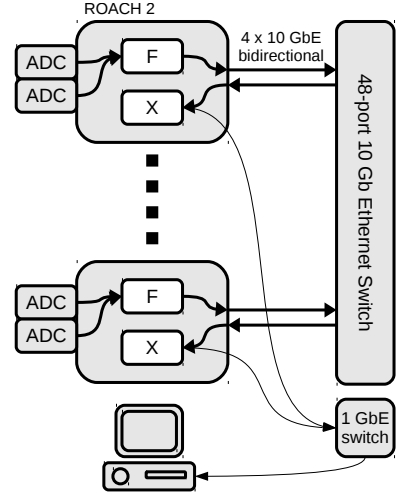 ROACH 2
ADC
ADC
F
X
4 x 10 GbE
bidirectional
48-port 10 Gb Ethernet Switch
ADC
ADC
F
X
1 GbE
switch